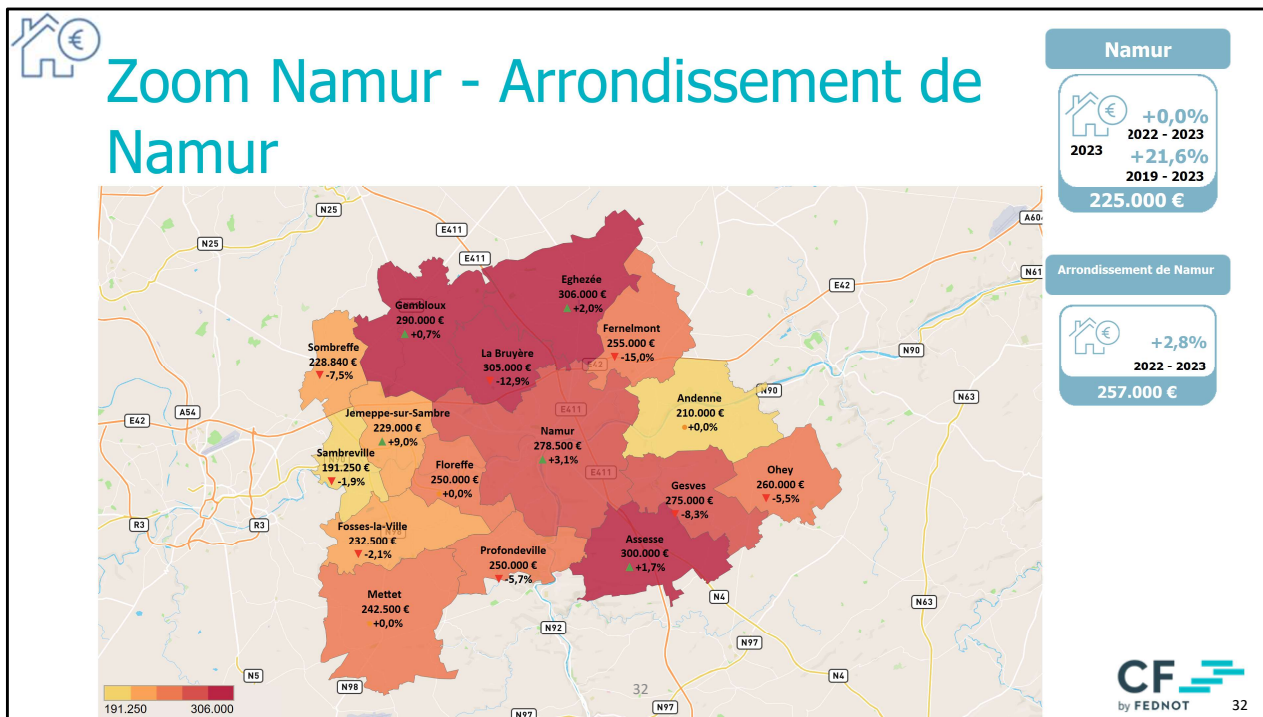 Zoom Namur - Arrondissement de
Namur
Namur
€
+0,0%
2022 - 2023
2023
+21,6%
2019 - 2023
225.000 €
Arrondissement de Namur
€
+2,8%
2022 - 2023
257.000 €
N25
N25
E411
E411
A60
N61
E42
N90
N90
N63
E42
A54
R3
R3
E42
E411
E411
N98
N4
N63
N92
N97
N4
N5
N98
N97
N97
Eghezée
306.000 €
+2,0%
Gembloux
290.000 €
+0,7%
Fernelmont
255.000 €
-15,0%
Sombreffe
228.840 €
-7,5%
La Bruyère
305.000 €
-12,9%
Andenne
210.000 €
+0,0%
Jemeppe-sur-Sambre
229.000 €
+9,0%
Namur
278.500 €
+3,1%
Sambreville
191.250 €
-1,9%
Floreffe
250.000 €
+0,0%
Ohey
260.000 €
-5,5%
Gesves
275.000 €
-8,3%
Fosses-la-Ville
232.500 €
-2,1%
Assesse
300.000 €
+1,7%
Profondeville
250.000 €
-5,7%
Mettet
242.500 €
+0,0%
191.250
306.000
32
CF
by FEDNOT
32